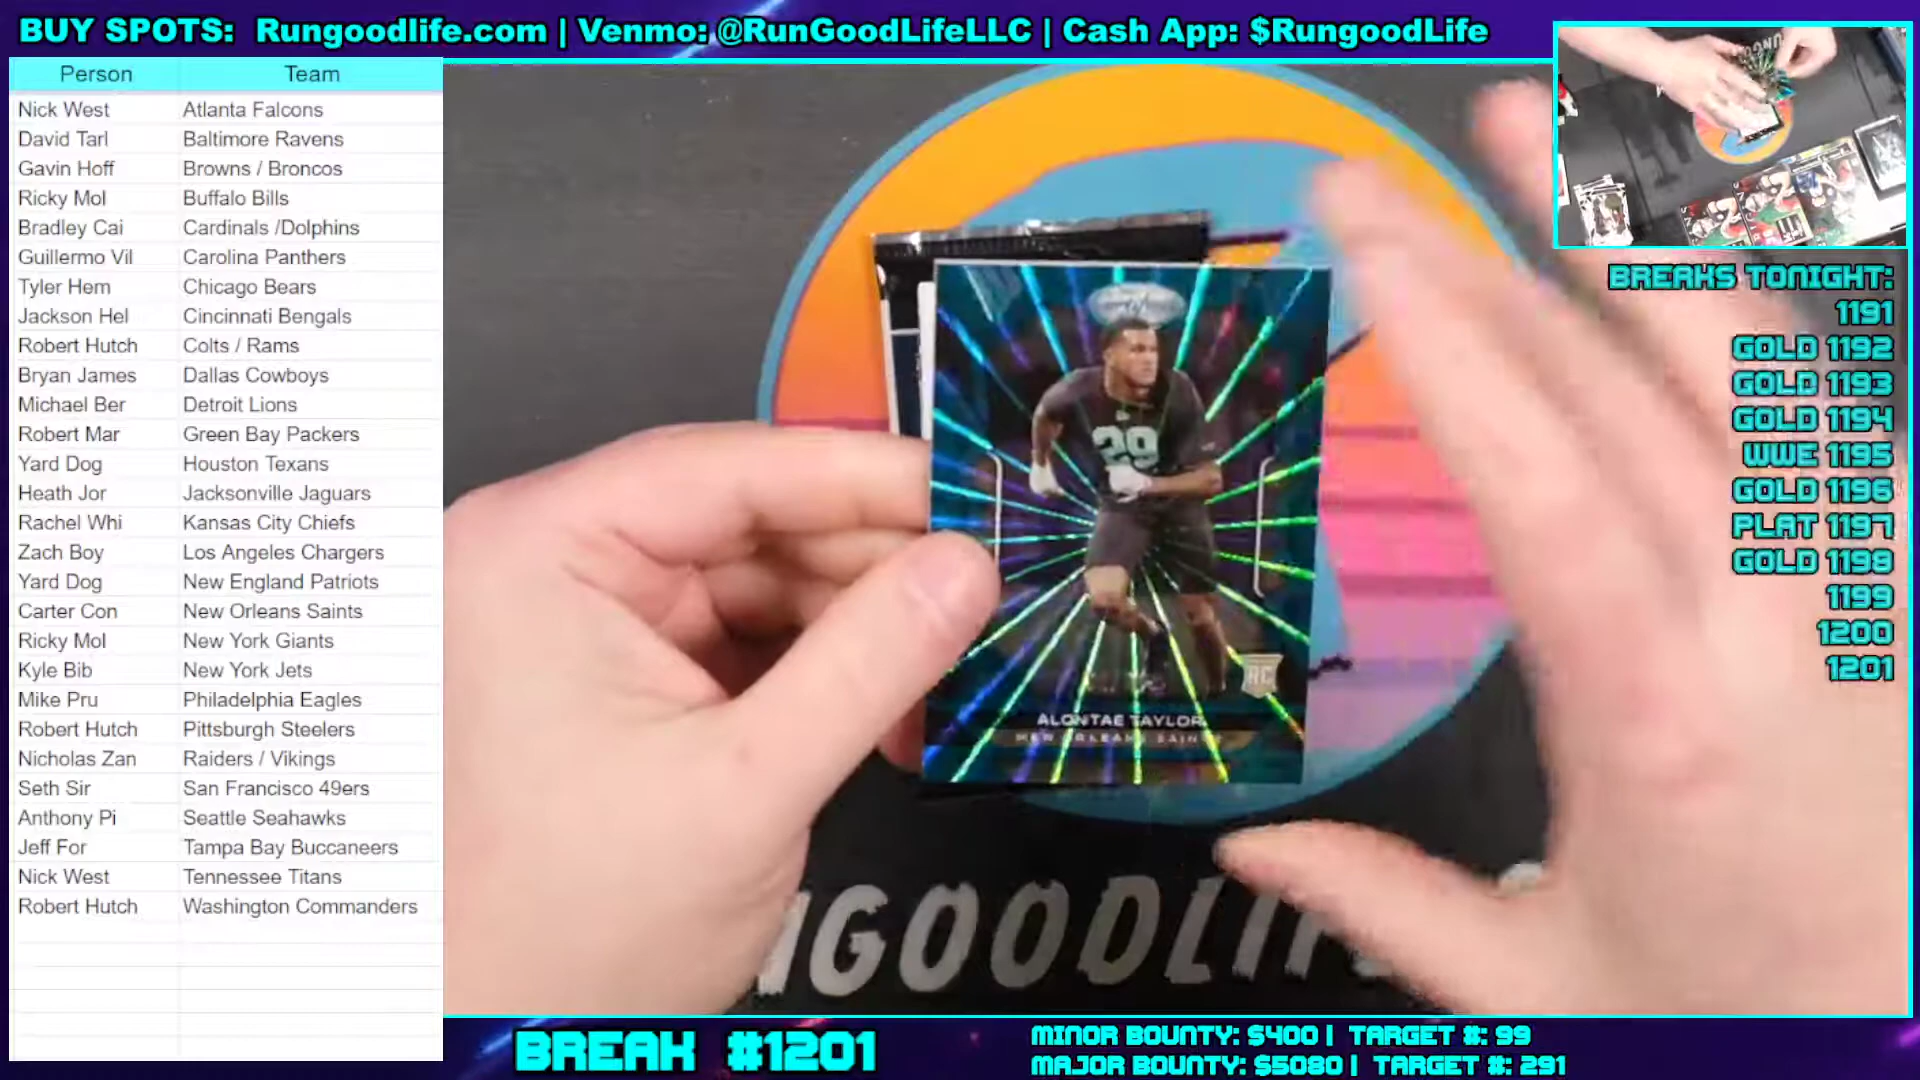 BUY SPOTS: Rungoodlife.com | Venmo: @RunGoodLifeLLC | Cash App: $RungoodLife
Person Team
Nick West Atlanta Falcons
David Tarl Baltimore Ravens
Gavin Hoff Browns / Broncos
Ricky Mol Buffalo Bills
Bradley Cai Cardinals /Dolphins
Guillermo Vil Carolina Panthers
Tyler Hem Chicago Bears
Jackson Hel Cincinnati Bengals
Robert Hutch Colts / Rams
Bryan James Dallas Cowboys
Michael Ber Detroit Lions
Robert Mar Green Bay Packers
Yard Dog Houston Texans
Heath Jor Jacksonville Jaguars
Rachel Whi Kansas City Chiefs
Zach Boy Los Angeles Chargers
Yard Dog New England Patriots
Carter Con New Orleans Saints
Ricky Mol New York Giants
Kyle Bib New York Jets
Mike Pru Philadelphia Eagles
Robert Hutch Pittsburgh Steelers
Nicholas Zan Raiders / Vikings
Seth Sir San Francisco 49ers
Anthony Pi Seattle Seahawks
Jeff For Tampa Bay Buccaneers
Nick West Tennessee Titans
Robert Hutch Washington Commanders
29
RC
ALONTAE TAYLOR
NEW ORLEANS SAINTS
NGOODLIF
BREAKS TONIGHT:
1191
GOLD 1192
GOLD 1193
GOLD 1194
WWE 1195
GOLD 1196
PLAT 1197
GOLD 1198
1199
1200
1201
BREAK #1201
MINOR BOUNTY: $400 | TARGET #: 99
MAJOR BOUNTY: $5080 | TARGET #: 291